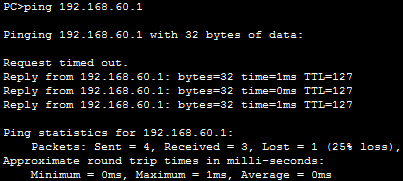 PC>ping 192.168.60.1
Pinging 192.168.60.1 with 32 bytes of data:
Request timed out.
Reply from 192.168.60.1: bytes=32 time=1ms TTL=127
Reply from 192.168.60.1: bytes=32 time=0ms TTL=127
Reply from 192.168.60.1: bytes=32 time=1ms TTL=127
Ping statistics for 192.168.60.1:
Packets: Sent = 4, Received = 3, Lost = 1 (25% loss),
Approximate round trip times in milli-seconds:
Minimum = 0ms, Maximum = 1ms, Average = 0ms